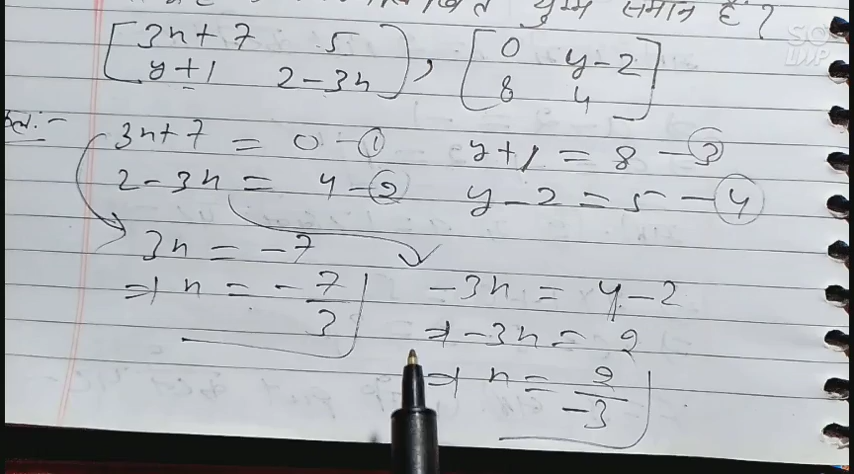 युग्म समान है?
[3x+7 5], [0 y-2]
[y+1 2-3x] [8 4]
हल:-
3x+7 = 0 -① y+1 = 8 -③
2-3x = 4 -② y-2 = 5 -④
3x = -7
⇒ x = -7/3 -3x = 4-2
⇒ -3x = 2
⇒ x = 2/-3